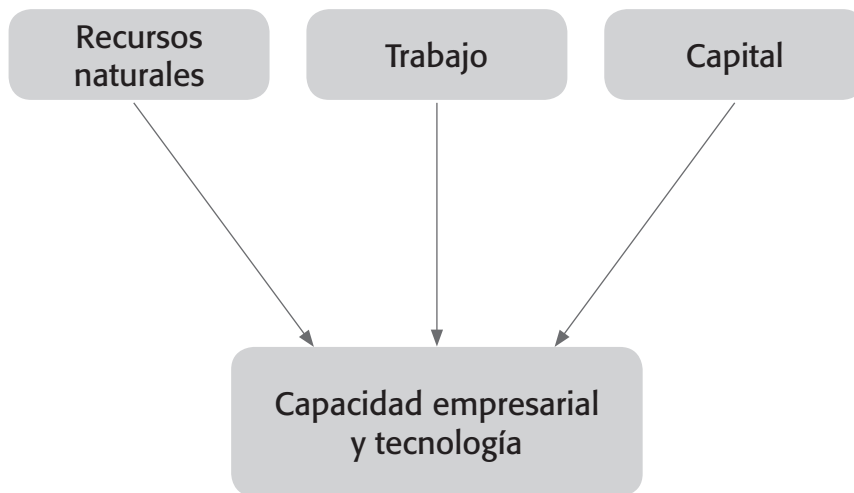 Recursos
naturales
Trabajo
Capital
Capacidad empresarial
y tecnología